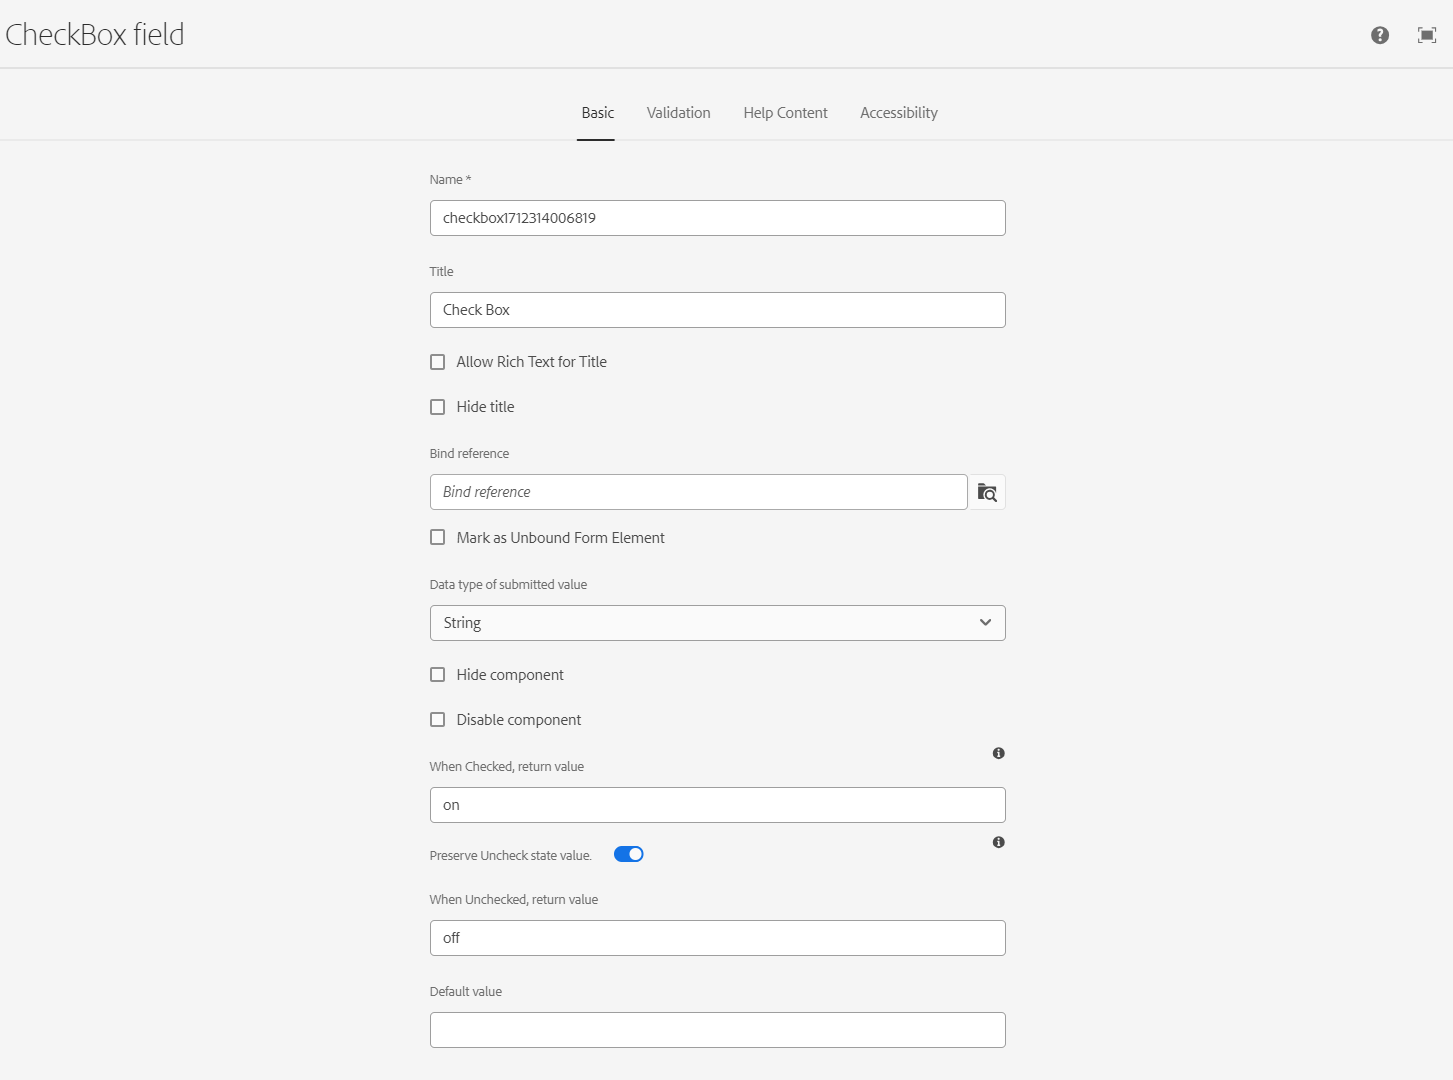 CheckBox field
Basic Validation Help Content Accessibility
Name *
checkbox1712314006819
Title
Check Box
Allow Rich Text for Title
Hide title
Bind reference
Bind reference
Mark as Unbound Form Element
Data type of submitted value
String
Hide component
Disable component
When Checked, return value
on
Preserve Uncheck state value.
When Unchecked, return value
off
Default value